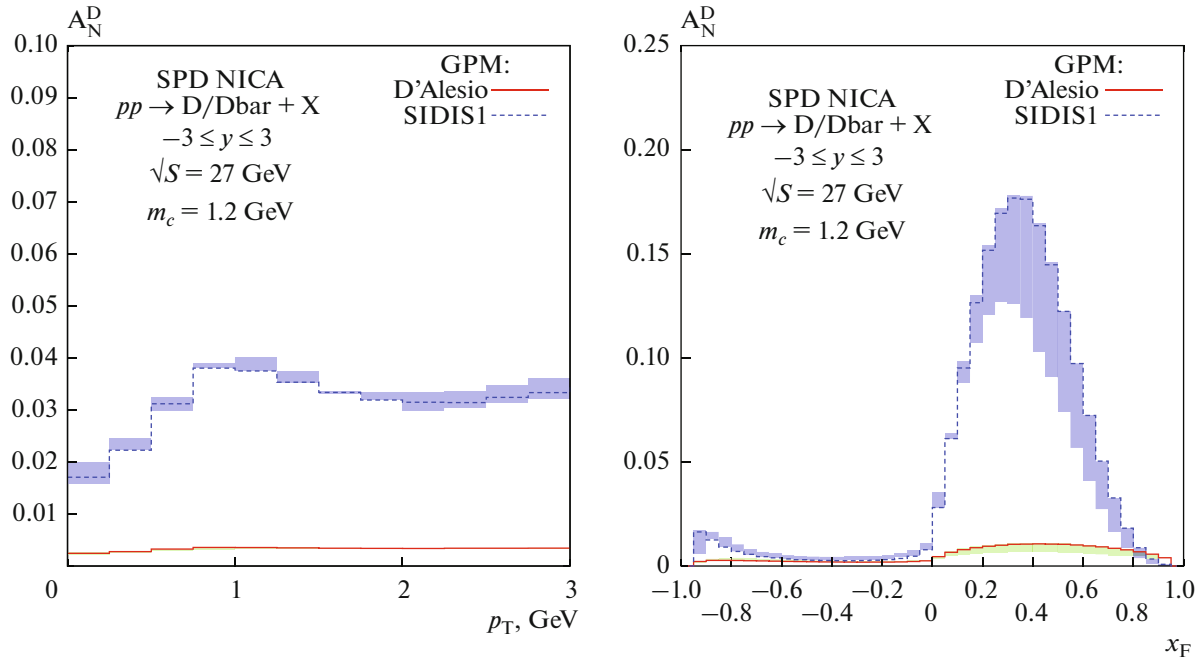 A_N^D
0.10
0.09
0.08
0.07
0.06
0.05
0.04
0.03
0.02
0.01
0 1 2 3
p_T, GeV
SPD NICA
pp → D/Dbar + X
−3 ≤ y ≤ 3
√S = 27 GeV
m_c = 1.2 GeV
GPM:
D'Alesio
SIDIS1
A_N^D
0.25
0.20
0.15
0.10
0.05
0
−1.0 −0.6 −0.2 0.2 0.6 1.0
−0.8 −0.4 0 0.4 0.8
x_F
SPD NICA
pp → D/Dbar + X
−3 ≤ y ≤ 3
√S = 27 GeV
m_c = 1.2 GeV
GPM:
D'Alesio
SIDIS1